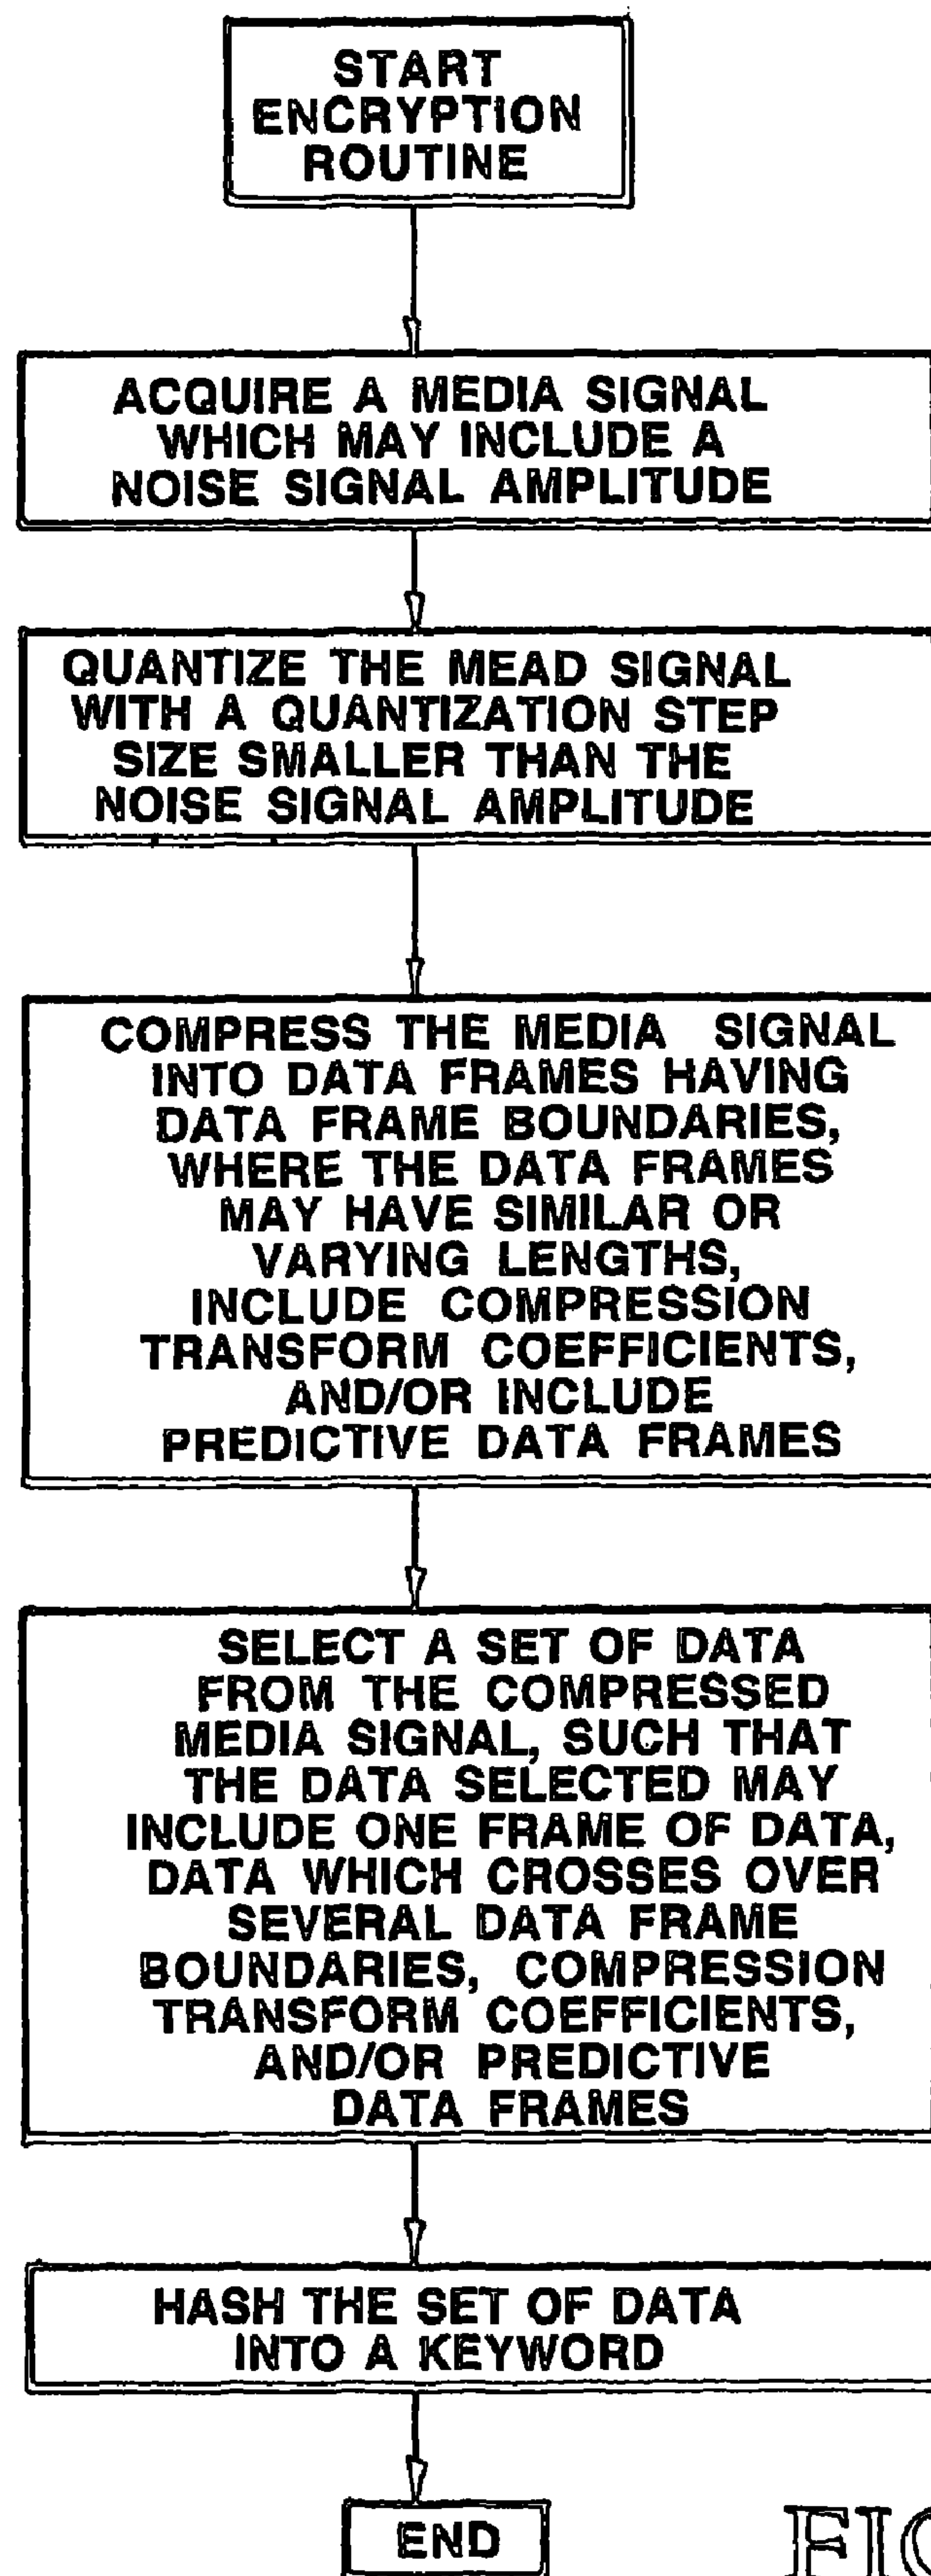 START
ENCRYPTION
ROUTINE
ACQUIRE A MEDIA SIGNAL
WHICH MAY INCLUDE A
NOISE SIGNAL AMPLITUDE
QUANTIZE THE MEAD SIGNAL
WITH A QUANTIZATION STEP
SIZE SMALLER THAN THE
NOISE SIGNAL AMPLITUDE
COMPRESS THE MEDIA SIGNAL
INTO DATA FRAMES HAVING
DATA FRAME BOUNDARIES,
WHERE THE DATA FRAMES
MAY HAVE SIMILAR OR
VARYING LENGTHS,
INCLUDE COMPRESSION
TRANSFORM COEFFICIENTS,
AND/OR INCLUDE
PREDICTIVE DATA FRAMES
SELECT A SET OF DATA
FROM THE COMPRESSED
MEDIA SIGNAL, SUCH THAT
THE DATA SELECTED MAY
INCLUDE ONE FRAME OF DATA,
DATA WHICH CROSSES OVER
SEVERAL DATA FRAME
BOUNDARIES, COMPRESSION
TRANSFORM COEFFICIENTS,
AND/OR PREDICTIVE
DATA FRAMES
HASH THE SET OF DATA
INTO A KEYWORD
END